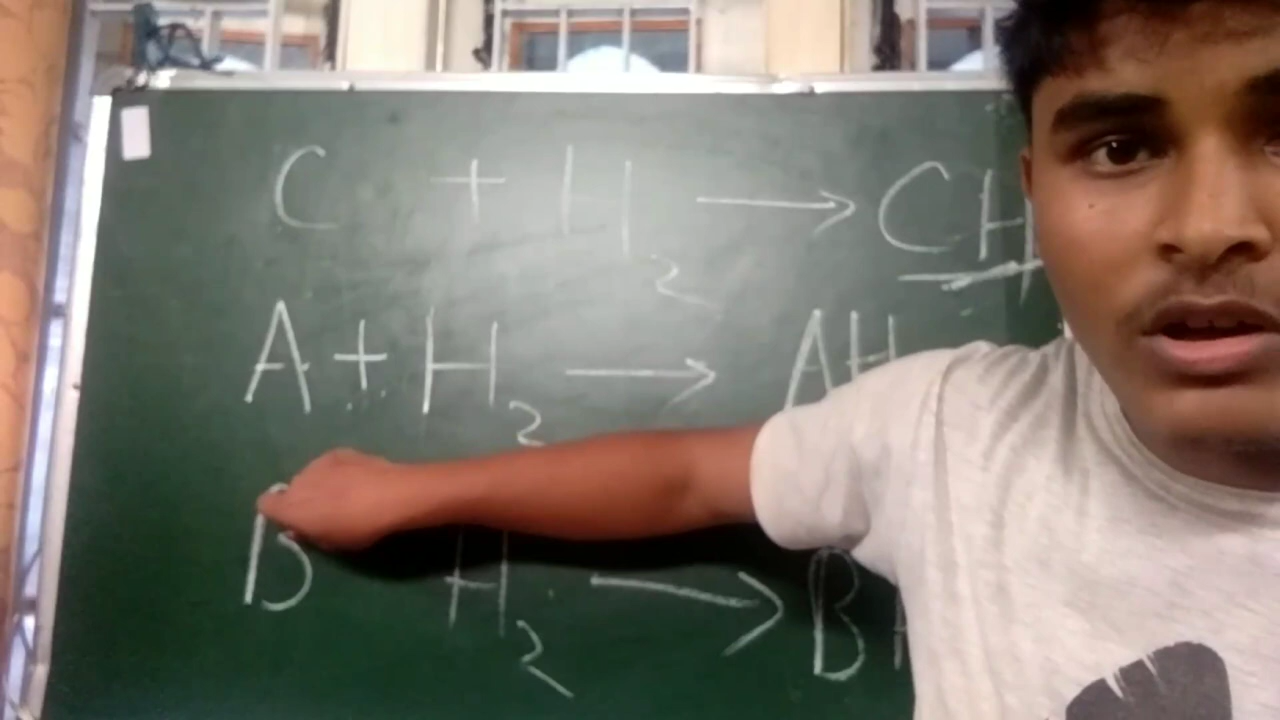 C + H2 → CH
A + H2 → AH
B H2 → B